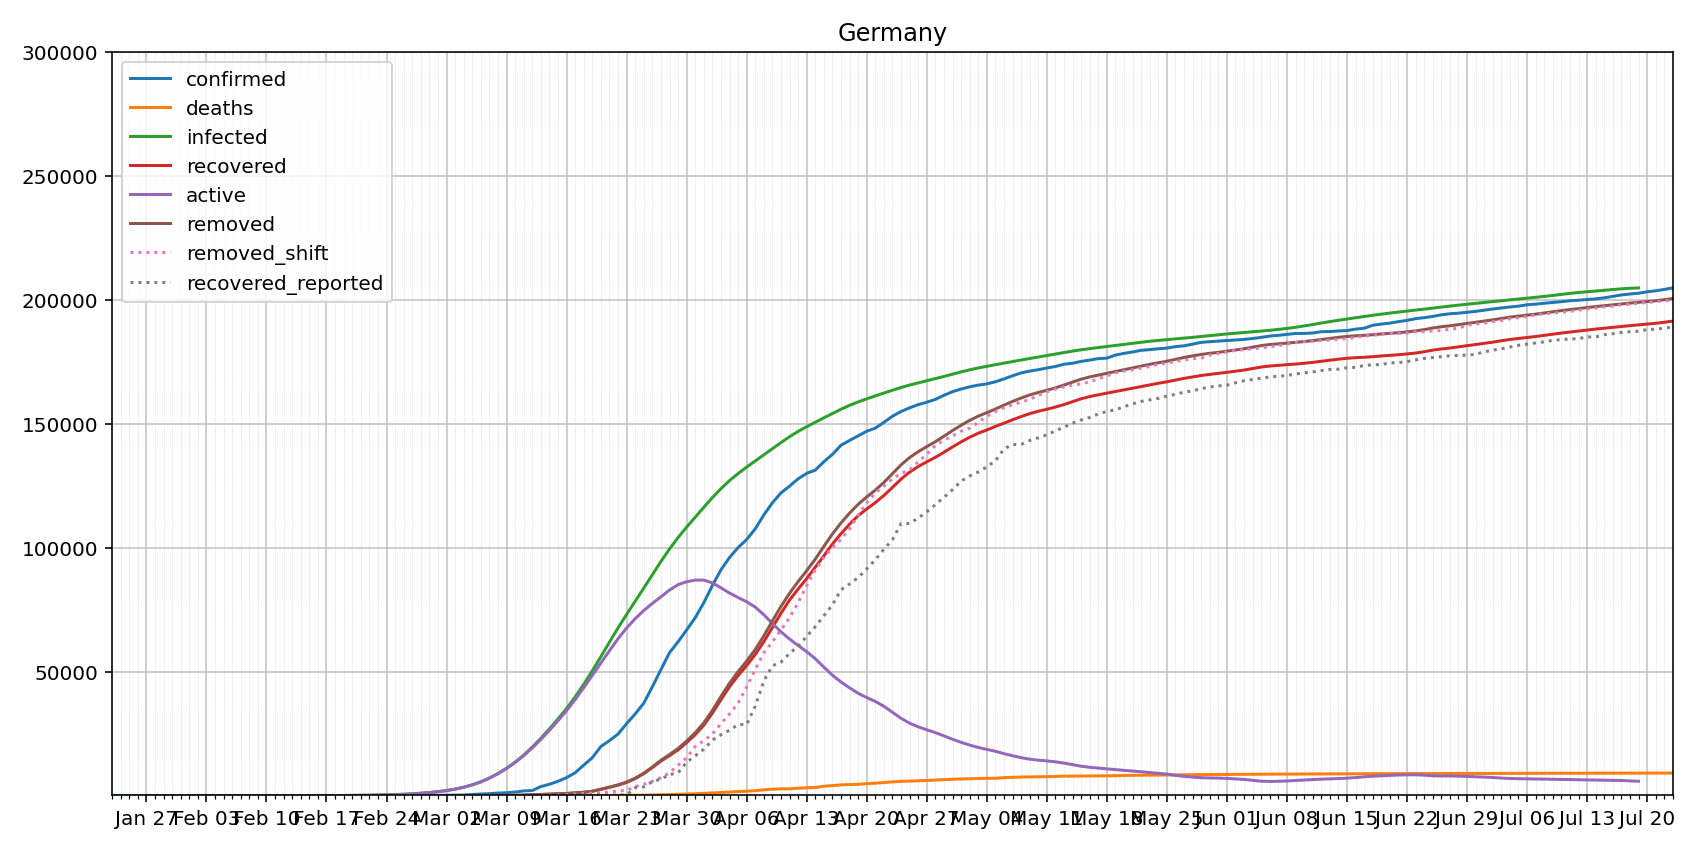 Germany
300000
250000
200000
150000
100000
50000
confirmed
deaths
infected
recovered
active
removed
removed_shift
recovered_reported
Jan 27 Feb 03 Feb 10 Feb 17 Feb 24 Mar 02 Mar 09 Mar 16 Mar 23 Mar 30 Apr 06 Apr 13 Apr 20 Apr 27 May 04 May 11 May 18 May 25 Jun 01 Jun 08 Jun 15 Jun 22 Jun 29 Jul 06 Jul 13 Jul 20